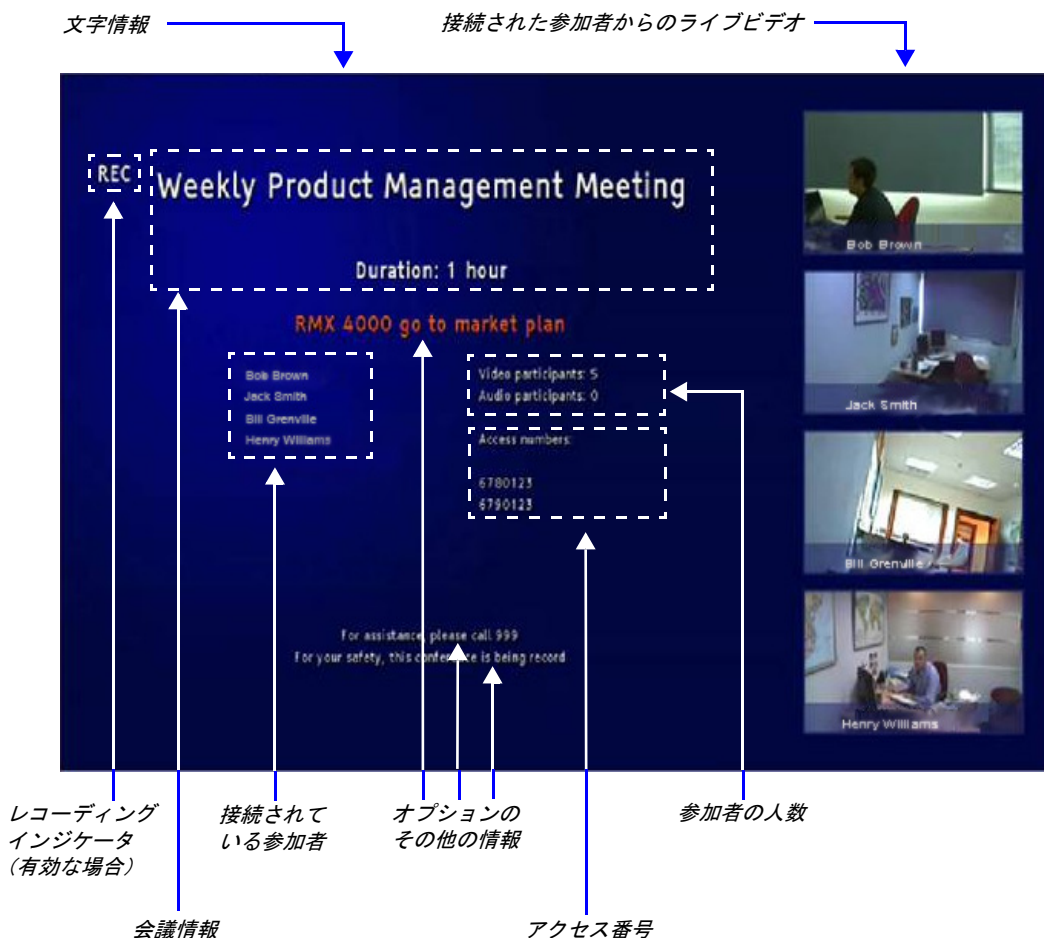 文字情報
接続された参加者からのライブビデオ
REC
Weekly Product Management Meeting
Duration: 1 hour
RMX 4000 go to market plan
Bob Brown
Jack Smith
Bill Grenville
Henry Williams
Video participants: 5
Audio participants: 0
Access numbers:
6780123
6790123
For assistance, please call 999
For your safety, this conference is being record
Bob Brown
Jack Smith
Bill Grenville
Henry Williams
レコーディング
インジケータ
（有効な場合）
接続されて
いる参加者
オプションの
その他の情報
参加者の人数
会議情報
アクセス番号